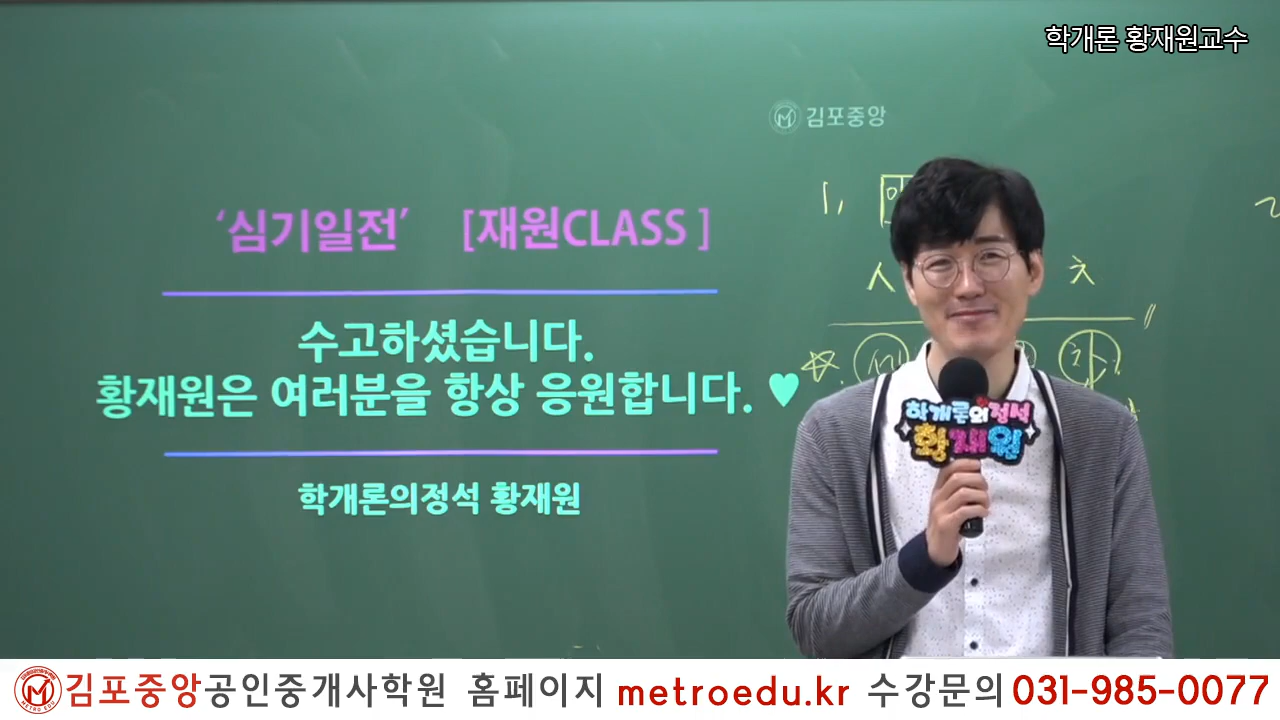 학개론 황재원교수
김포중앙
'심기일전' [재원CLASS ]
수고하셨습니다.
황재원은 여러분을 항상 응원합니다. ♥
학개론의정석 황재원
1,
ㅅ ㅊ
학개론의정석
황재원
METRO EDU
김포중앙공인중개사학원 홈페이지 metroedu.kr 수강문의 031-985-0077